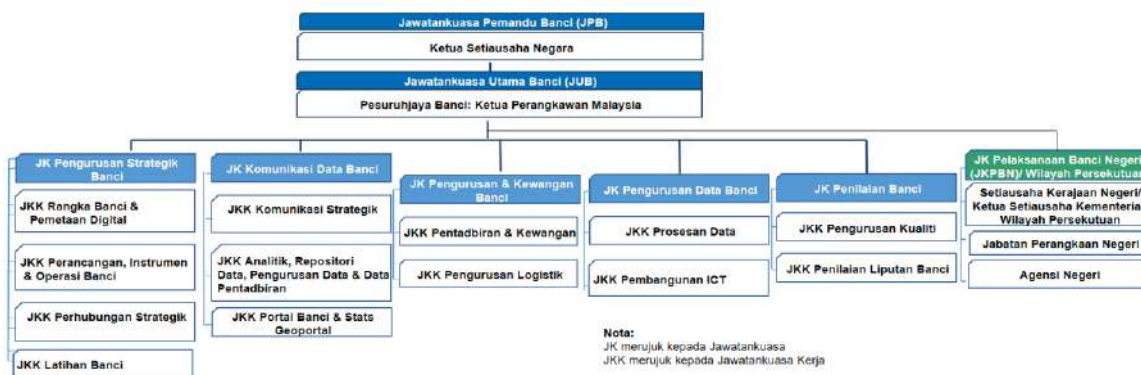 Jawatankuasa Pemandu Banci (JPB)
Ketua Setiausaha Negara
Jawatankuasa Utama Banci (JUB)
Pesuruhjaya Banci: Ketua Perangkawan Malaysia
JK Pengurusan Strategik
Banci
JKK Rangka Banci &
Pemetaan Digital
JKK Perancangan, Instrumen
& Operasi Banci
JKK Perhubungan Strategik
JKK Latihan Banci
JK Komunikasi Data Banci
JKK Komunikasi Strategik
JKK Analitik, Repositori
Data, Pengurusan Data & Data
Pentadbiran
JKK Portal Banci & Stats
Geoportal
JK Pengurusan & Kewangan
Banci
JKK Pentadbiran & Kewangan
JKK Pengurusan Logistik
JK Pengurusan Data Banci
JKK Prosesan Data
JKK Pembangunan ICT
JK Penilaian Banci
JKK Pengurusan Kualiti
JKK Penilaian Liputan Banci
JK Pelaksanaan Banci Negeri
(JKPBN)/ Wilayah Persekutuan
Setiausaha Kerajaan Negeri/
Ketua Setiausaha Kementerian
Wilayah Persekutuan
Jabatan Perangkaan Negeri
Agensi Negeri
Nota:
JK merujuk kepada Jawatankuasa
JKK merujuk kepada Jawatankuasa Kerja